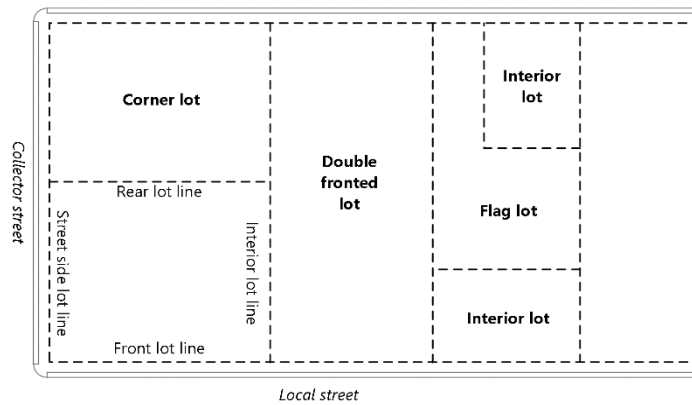 Corner lot
Interior
lot
Double
fronted
lot
Collector street
Rear lot line
Flag lot
Street side lot line
Interior lot line
Interior lot
Front lot line
Local street